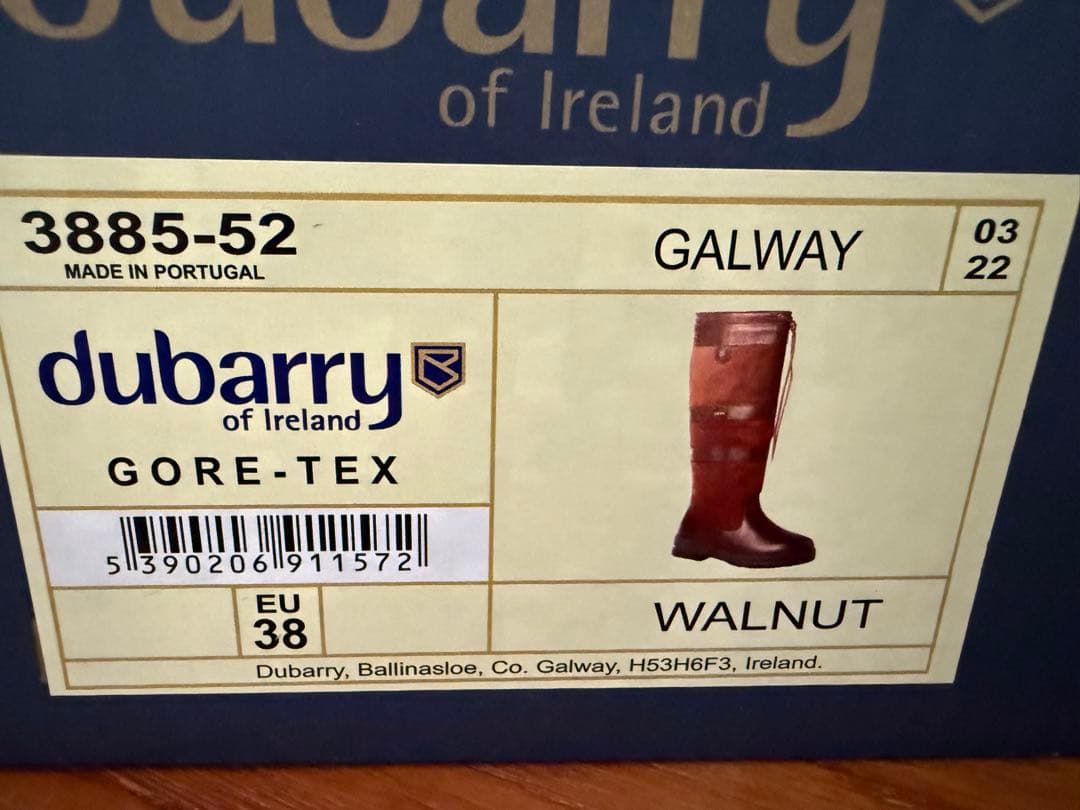 dubarry
of Ireland
3885-52
MADE IN PORTUGAL
GALWAY
03
22
dubarry
of Ireland
GORE-TEX
5 390206 911572
EU
38
WALNUT
Dubarry, Ballinasloe, Co. Galway, H53H6F3, Ireland.